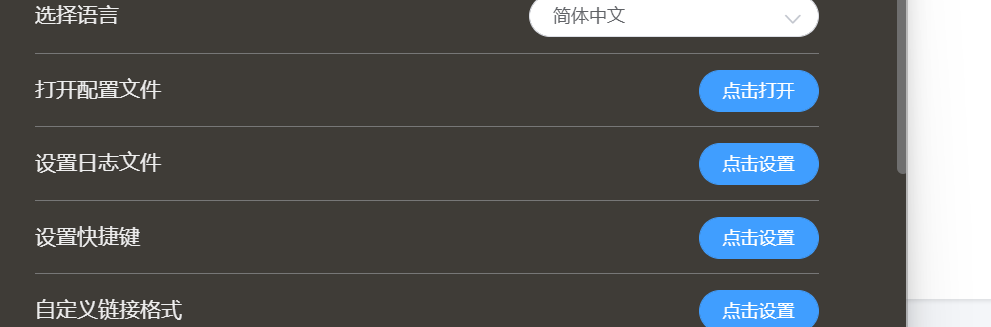 选择语言 简体中文
打开配置文件 点击打开
设置日志文件 点击设置
设置快捷键 点击设置
自定义链接格式 点击设置